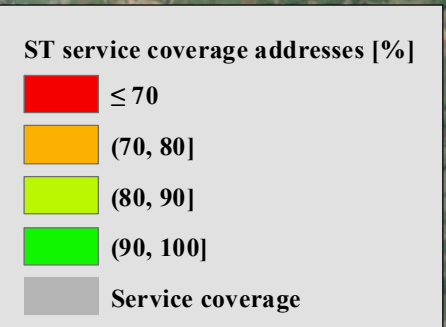 ST service coverage addresses [%]
≤ 70
(70, 80]
(80, 90]
(90, 100]
Service coverage